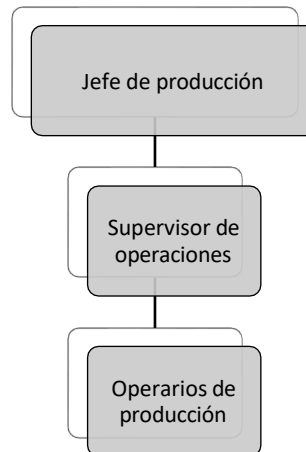 Jefe de producción
Supervisor de
operaciones
Operarios de
producción